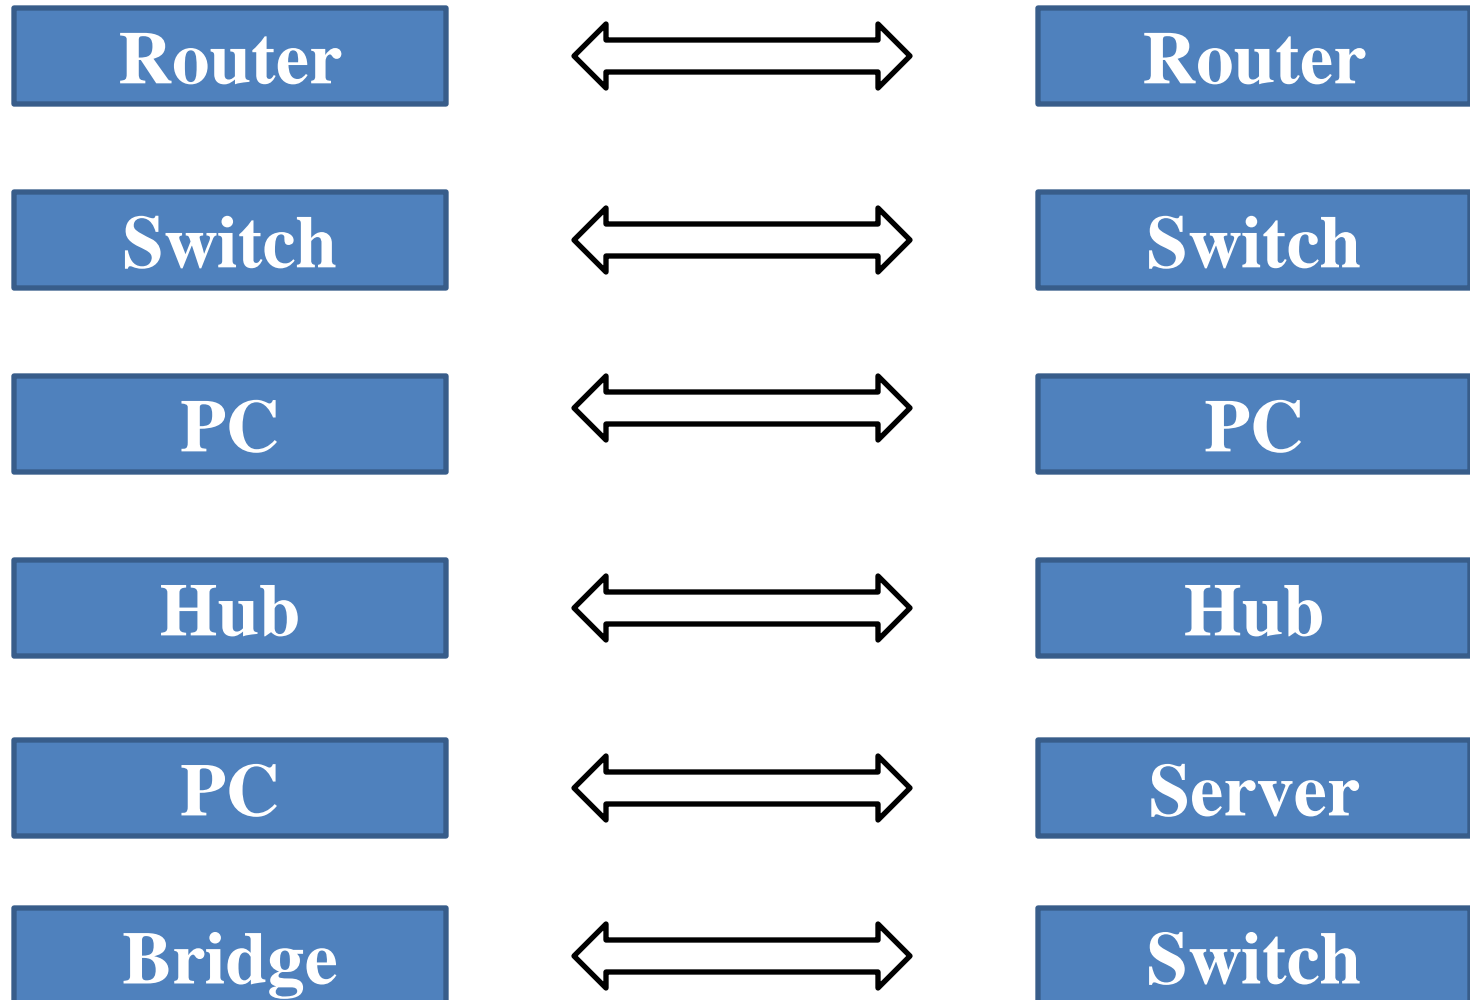 Router Router
Switch Switch
PC PC
Hub Hub
PC Server
Bridge Switch